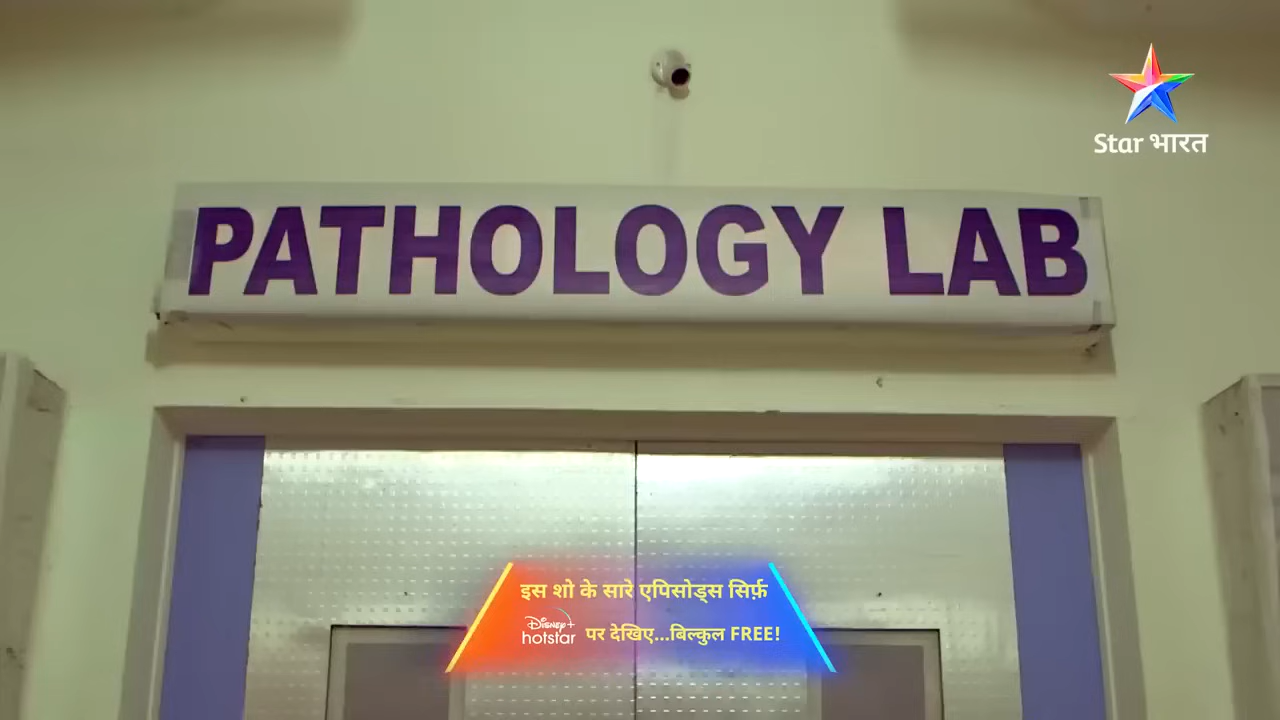 Star भारत
PATHOLOGY LAB
इस शो के सारे एपिसोड्स सिर्फ़
Disney+ hotstar पर देखिए...बिल्कुल FREE!